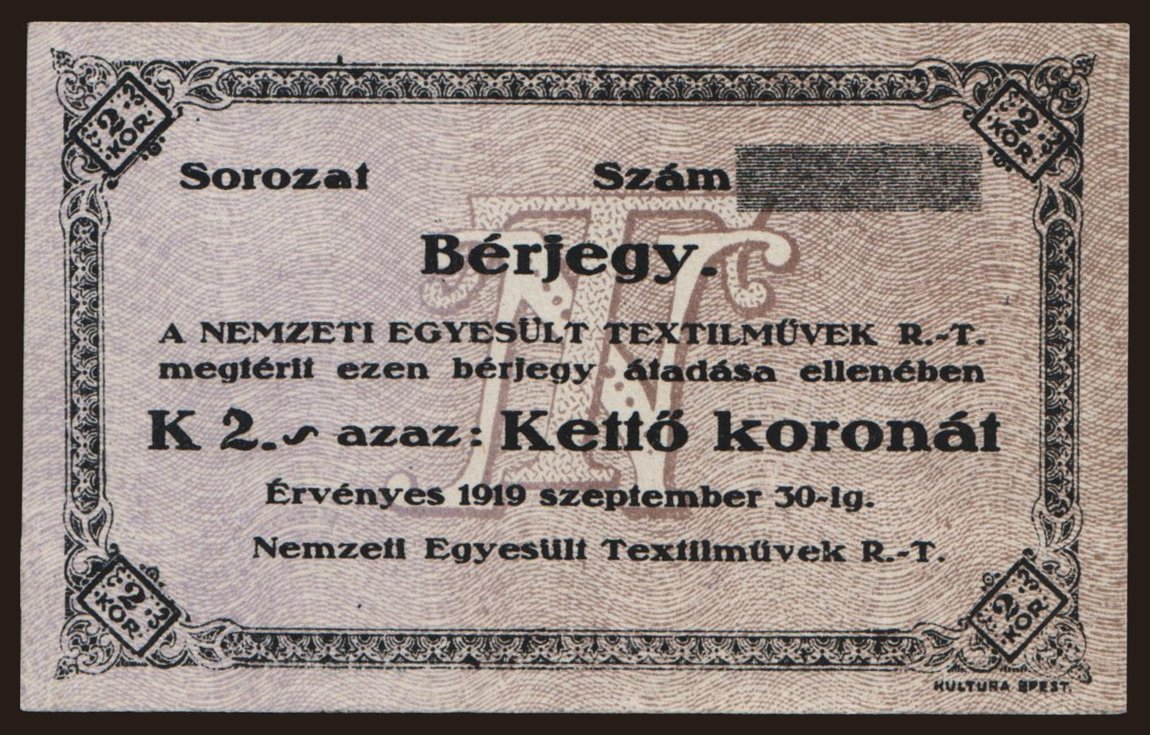 2 KOR.
2 KOR.
Sorozat Szám
Bérjegy.
A NEMZETI EGYESÜLT TEXTILMŰVEK R.-T.
megtérit ezen bérjegy átadása ellenében
K 2.~ azaz: Kettő koronát
Érvényes 1919 szeptember 30-ig.
Nemzeti Egyesült Textilművek R.-T.
2 KOR.
2 KOR.
KULTURA BPEST.